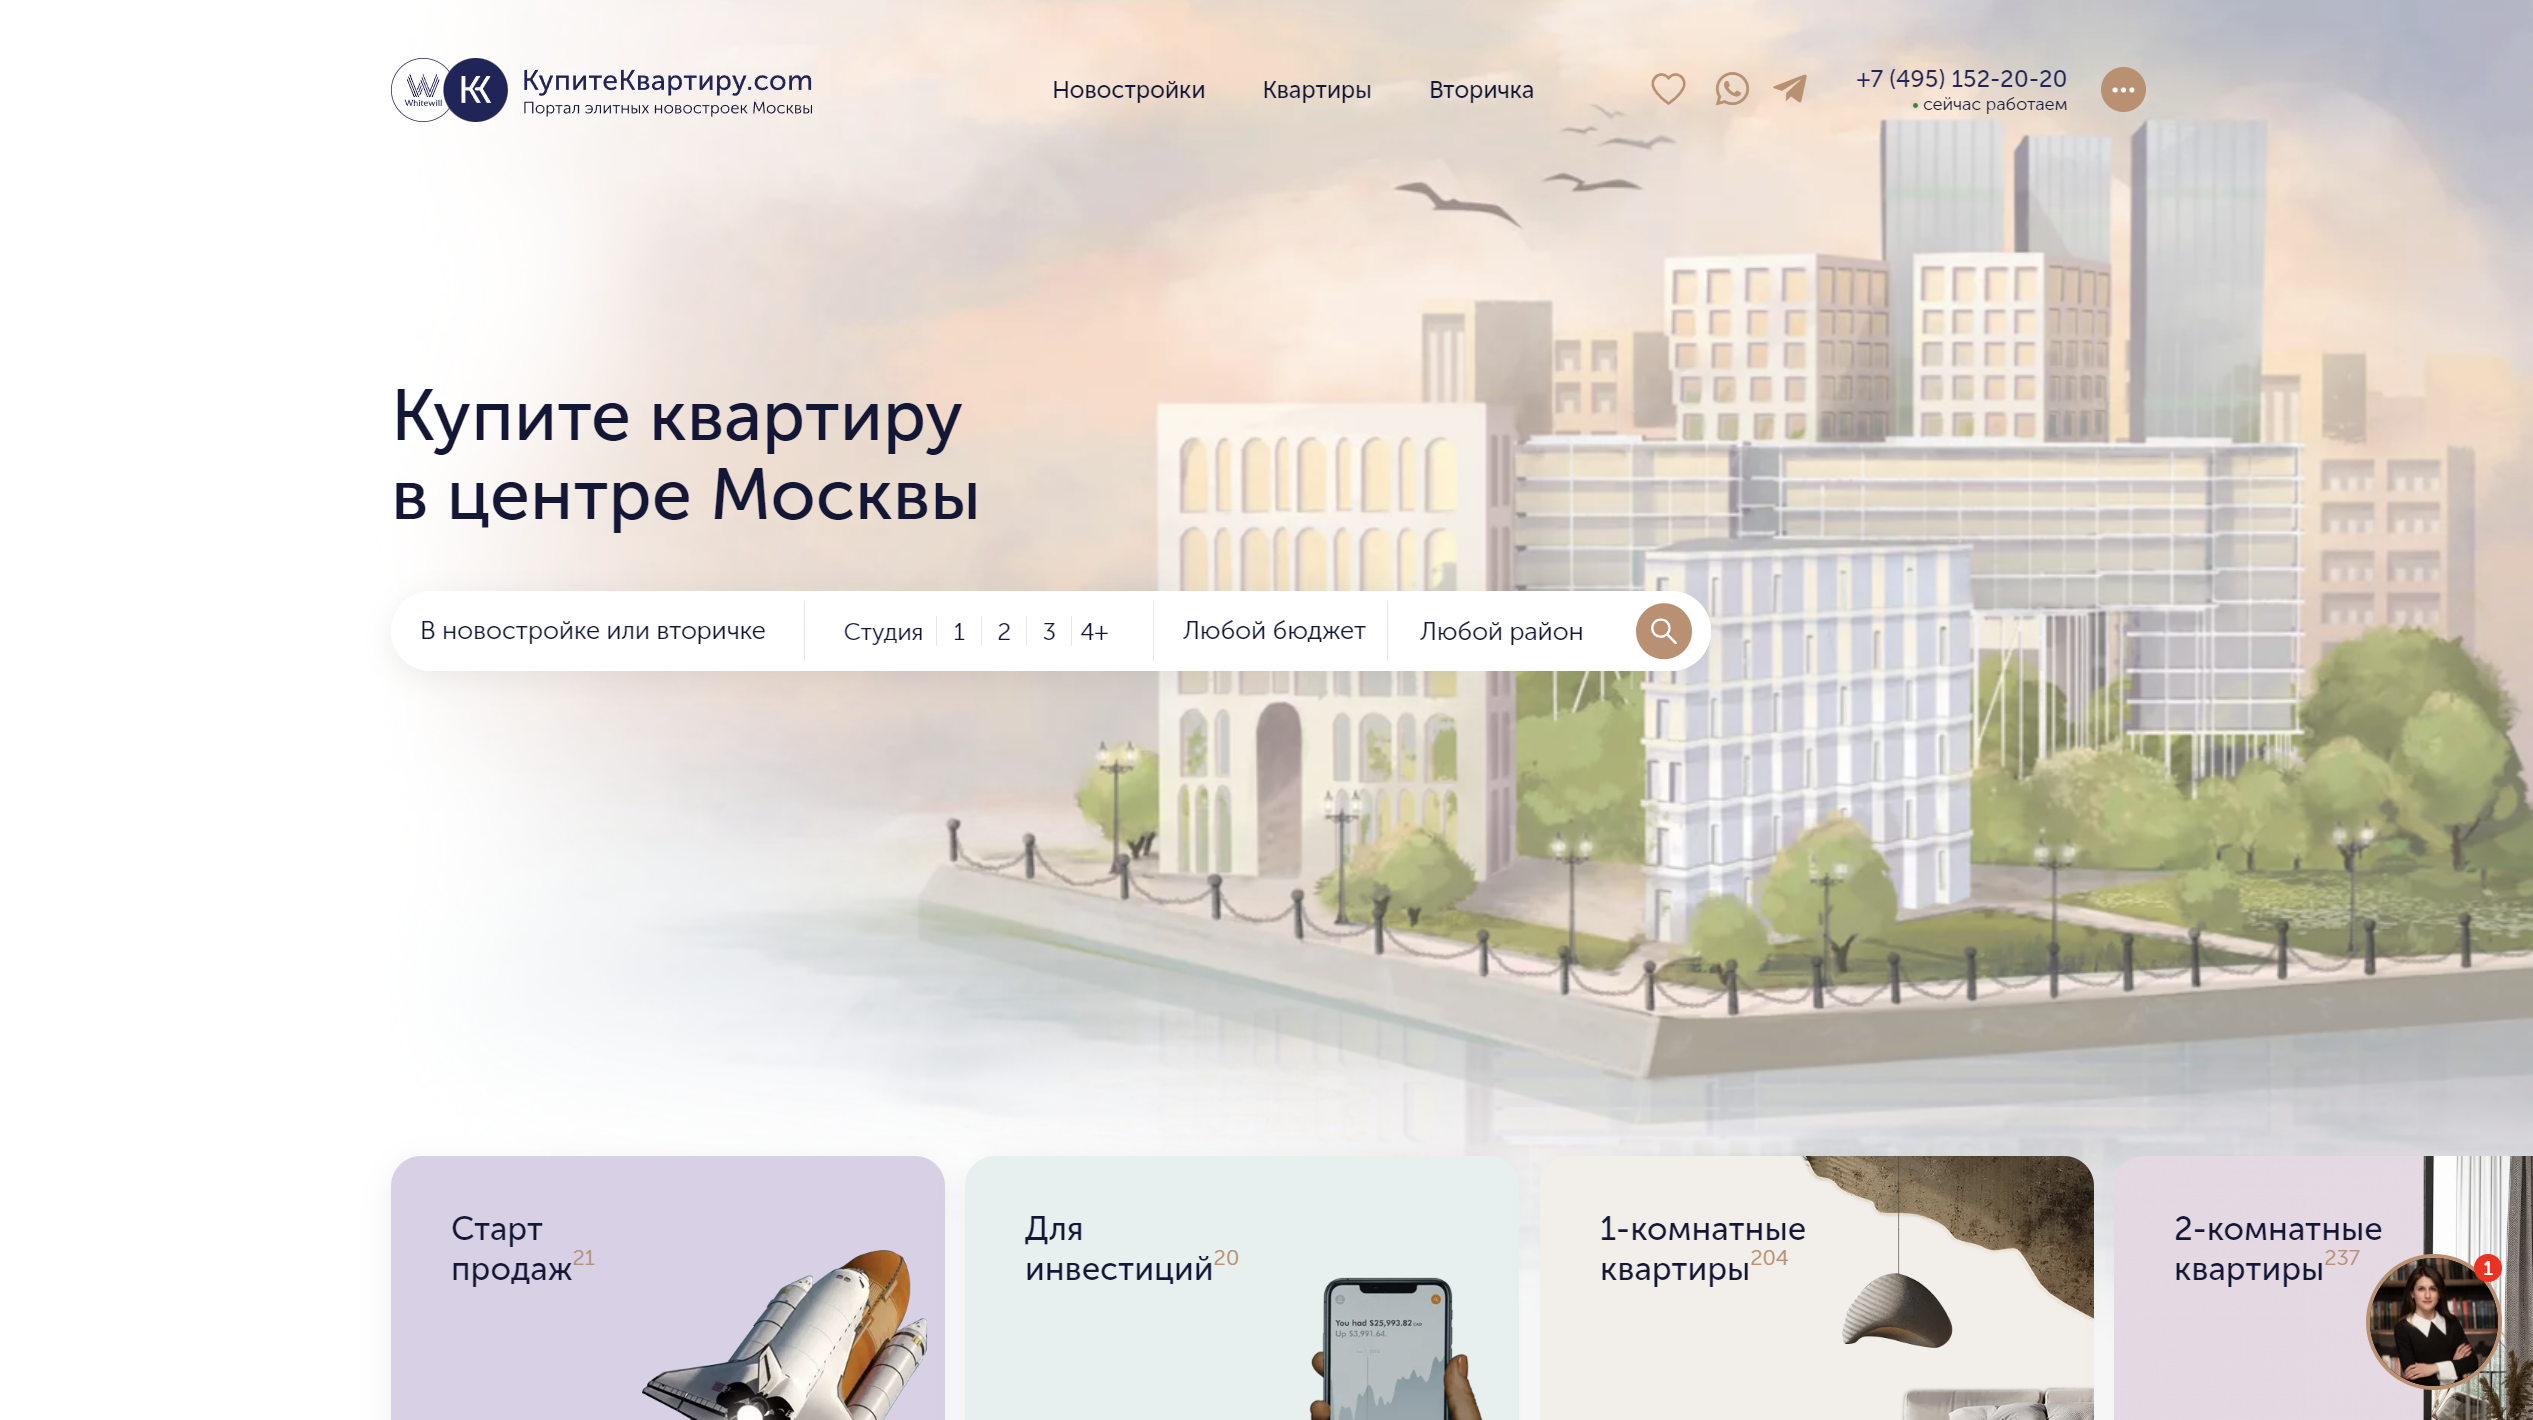 Whitewill
КК
КупитеКвартиру.com
Портал элитных новостроек Москвы
Новостройки
Квартиры
Вторичка
+7 (495) 152-20-20
сейчас работаем
Купите квартиру
в центре Москвы
В новостройке или вторичке
Студия 1 2 3 4+
Любой бюджет
Любой район
Старт
продаж 21
Для
инвестиций 20
You had $25,993.82 CAD
Up $3,991.64
1-комнатные
квартиры 204
2-комнатные
квартиры 237
1